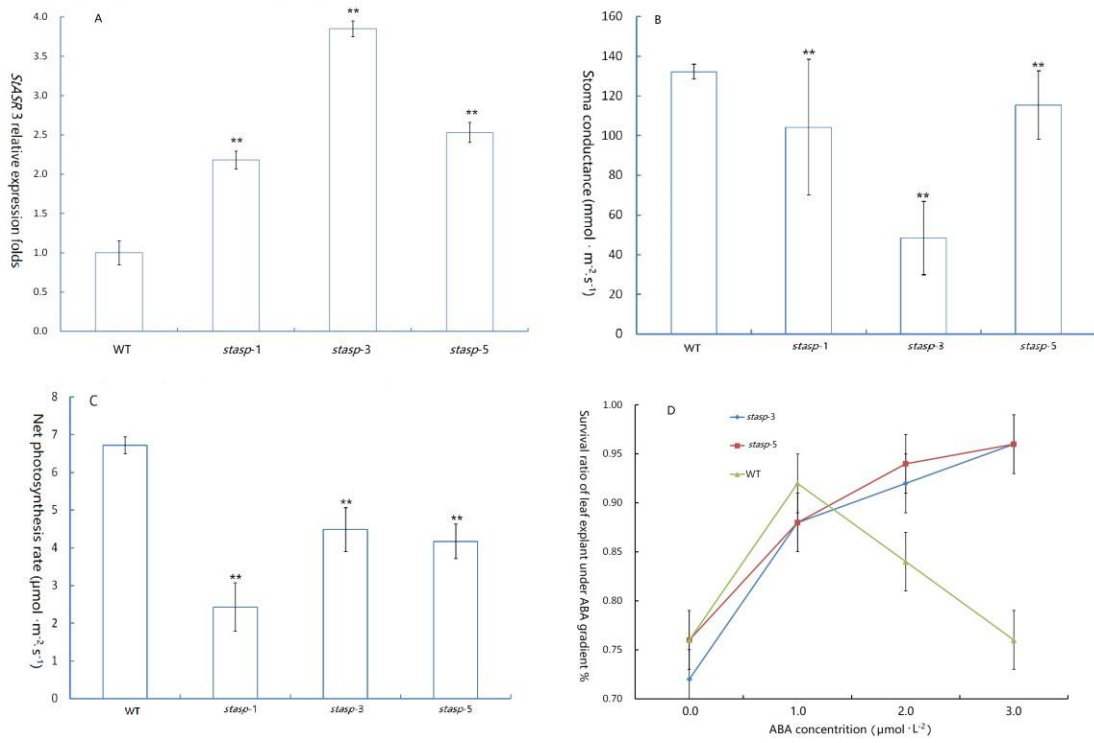 A
SlASR 3 relative expression folds
4.0
3.5
3.0
2.5
2.0
1.5
1.0
0.5
0.0
**
**
**
WT
stasp-1
stasp-3
stasp-5
B
Stoma conductance (mmol · m⁻²·s⁻¹)
160
140
120
100
80
60
40
20
0
**
**
**
WT
stasp-1
stasp-3
stasp-5
C
Net photosynthesis rate (μmol ·m⁻²·s⁻¹)
8
7
6
5
4
3
2
1
0
**
**
**
WT
stasp-1
stasp-3
stasp-5
D
Survival ratio of leaf explant under ABA gradient %
1.00
0.95
0.90
0.85
0.80
0.75
0.70
stasp-3
stasp-5
WT
0.0
1.0
2.0
3.0
ABA concentrition (μmol ·L⁻²)